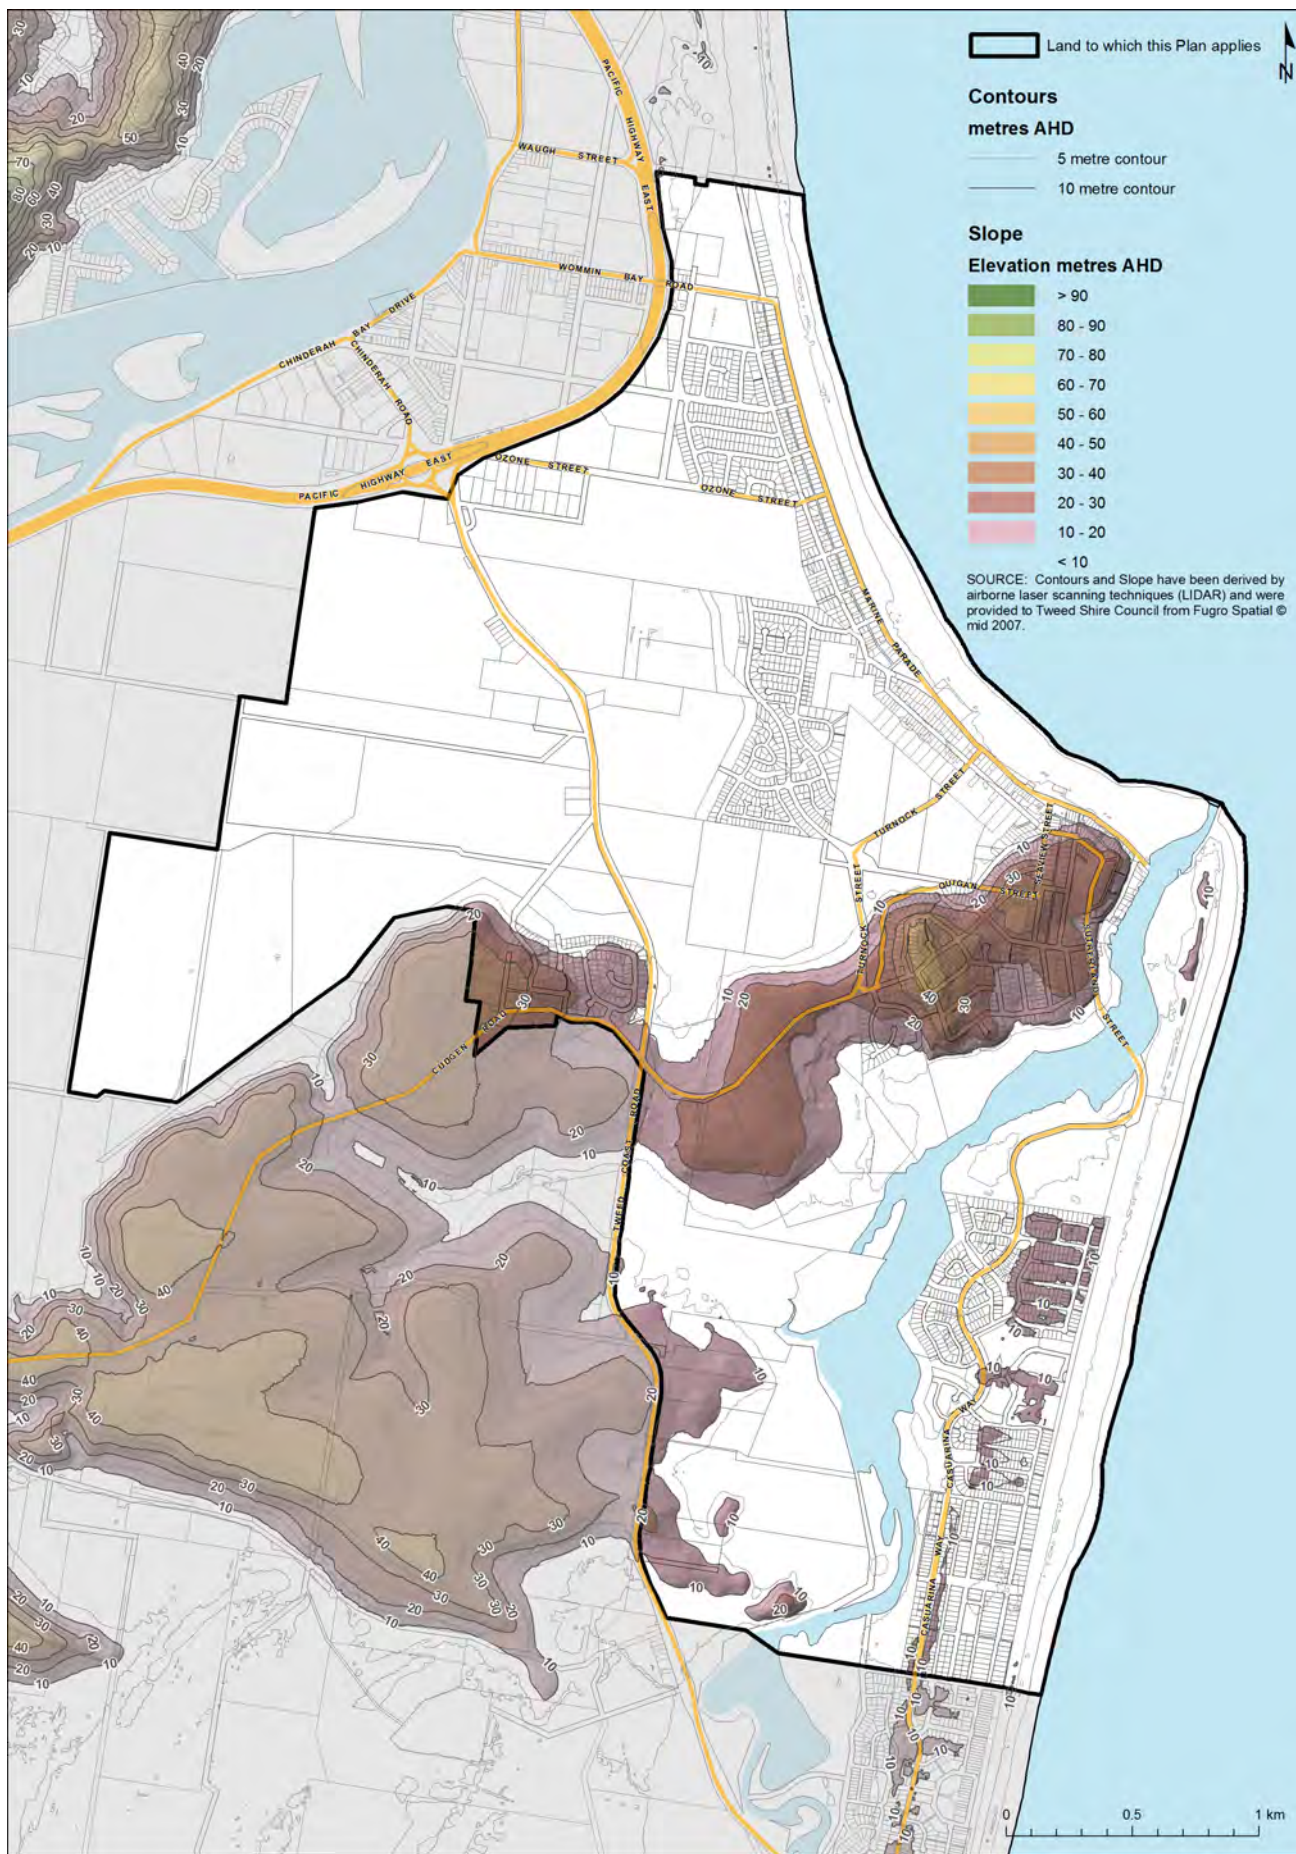 Land to which this Plan applies
N
Contours
metres AHD
5 metre contour
10 metre contour
Slope
Elevation metres AHD
> 90
80 - 90
70 - 80
60 - 70
50 - 60
40 - 50
30 - 40
20 - 30
10 - 20
< 10
SOURCE: Contours and Slope have been derived by
airborne laser scanning techniques (LIDAR) and were
provided to Tweed Shire Council from Fugro Spatial ©
mid 2007.
PACIFIC HIGHWAY EAST
WAUGH STREET
WOMMIN BAY ROAD
CHINDERAH BAY DRIVE
CHINDERAH ROAD
PACIFIC HIGHWAY EAST
OZONE STREET
OZONE STREET
MARINE PARADE
TURNOCK STREET
SEAVIEW STREET
TURNOCK STREET
CUDGEN ROAD
TWEED COAST ROAD
CASUARINA WAY
CASUARINA WAY
0 0.5 1 km